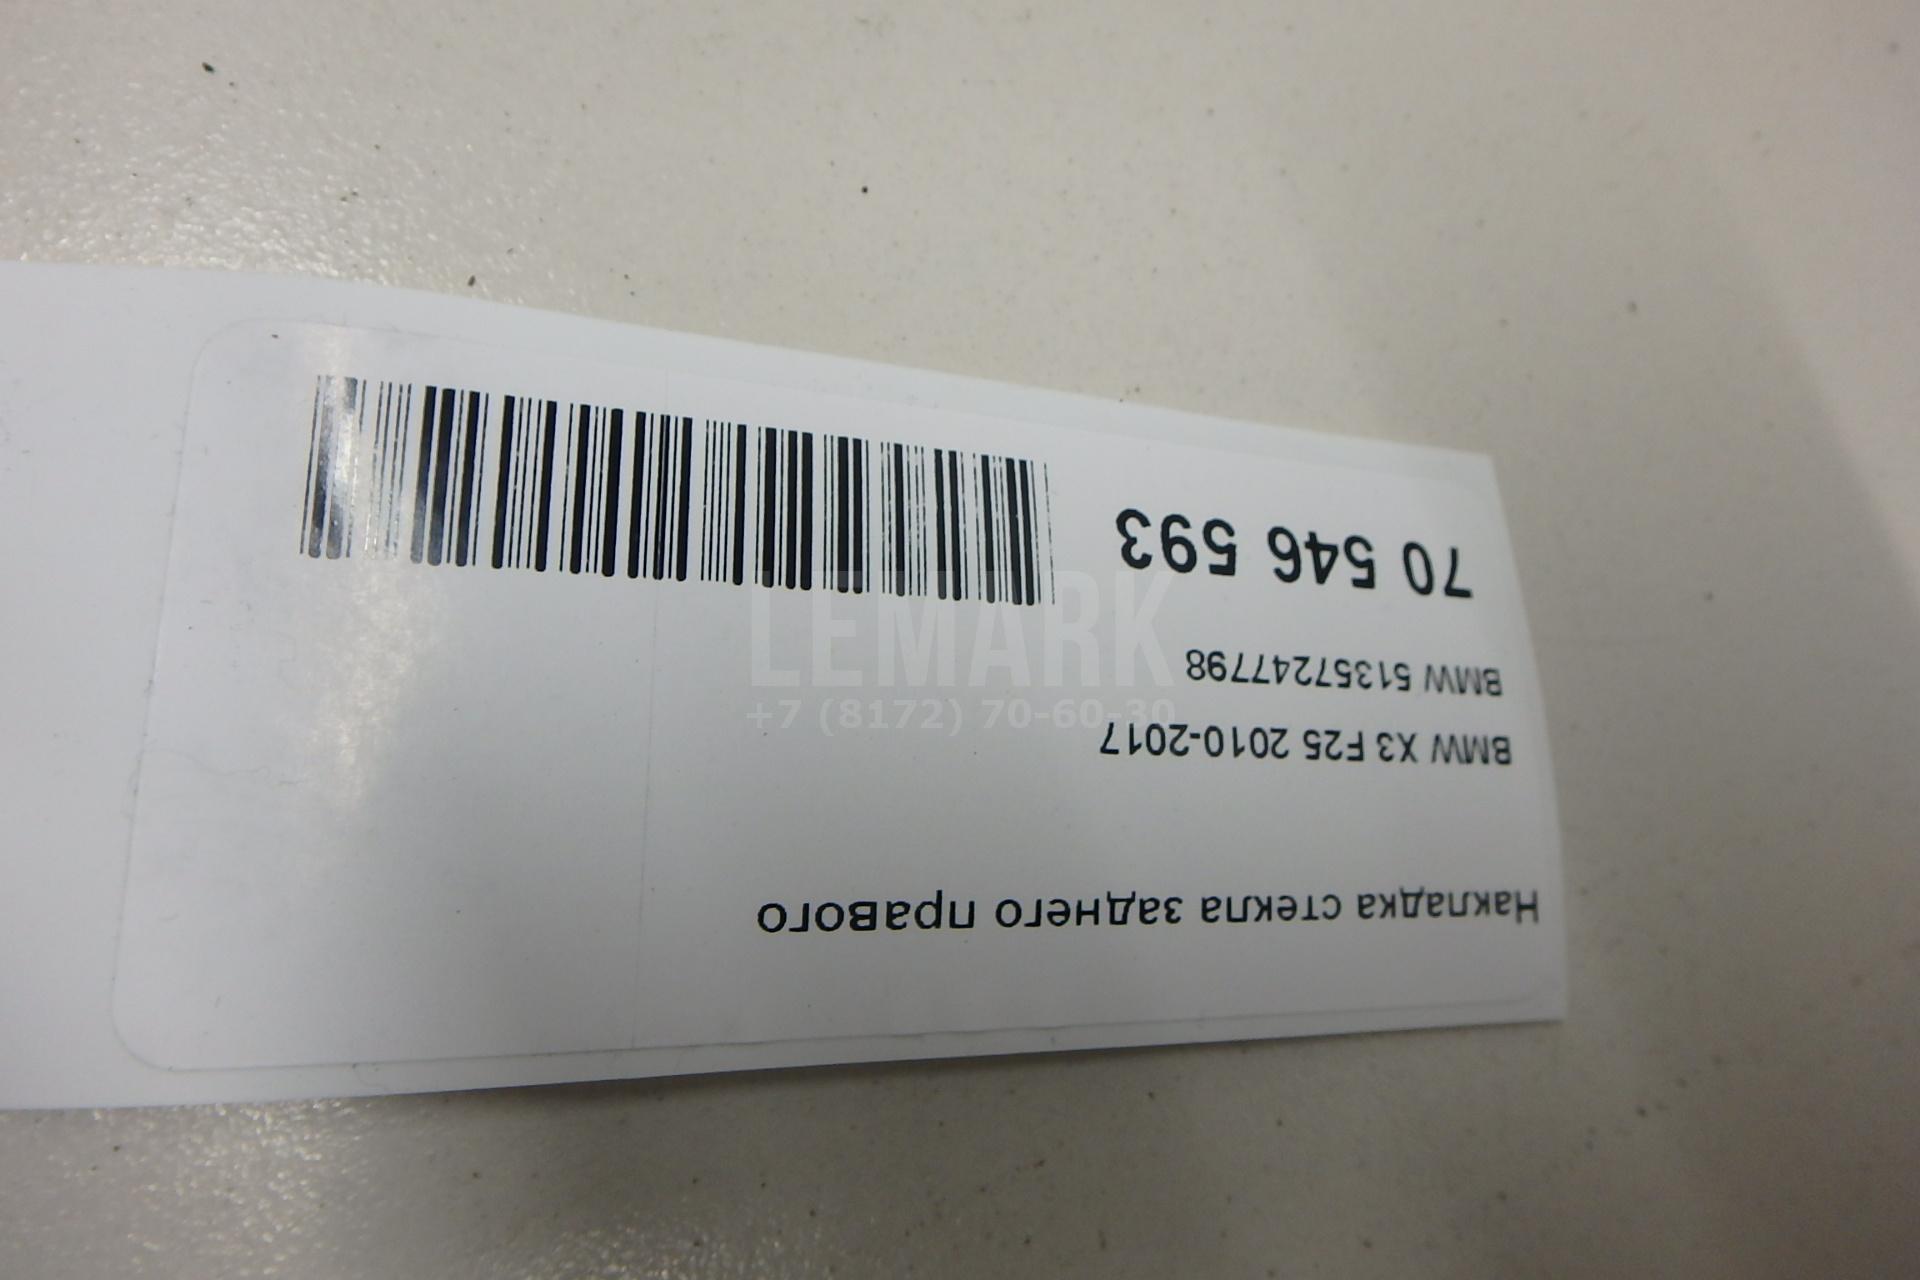 Накладка стекла заднего правого
BMW X3 F25 2010-2017
BMW 51357247798
70 546 593
LEMARK
+7 (8172) 70-60-30